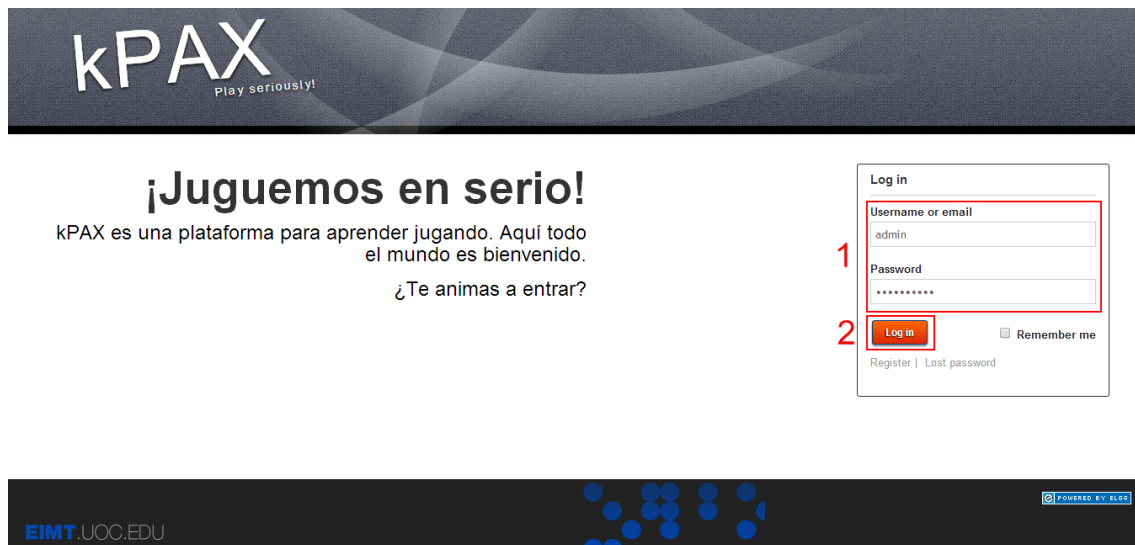 kPAX
Play seriously!
¡Juguemos en serio!
kPAX es una plataforma para aprender jugando. Aquí todo
el mundo es bienvenido.
¿Te animas a entrar?
Log in
Username or email
admin
1
Password
••••••••••
2
Log in
Remember me
Register | Lost password
EIMT.UOC.EDU
POWERED BY ELGG